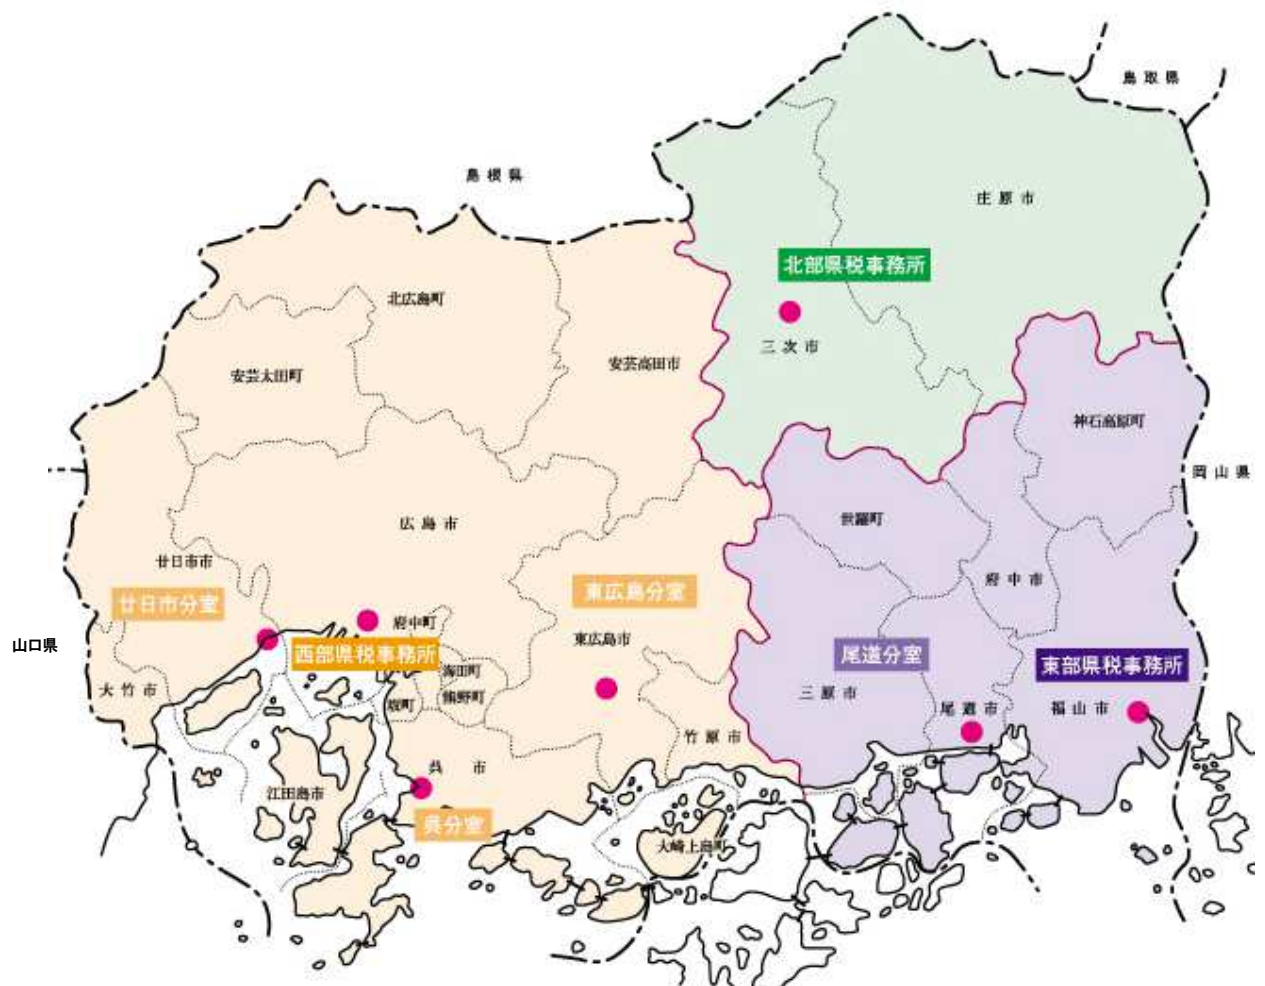 鳥取県
島根県
庄原市
北部県税事務所
北広島町
三次市
安芸高田市
安芸太田町
神石高原町
岡山県
世羅町
広島市
廿日市市
府中市
東広島分室
廿日市分室
府中町
東広島市
山口県
西部県税事務所
尾道分室
東部県税事務所
海田町
大竹市
熊野町
三原市
坂町
尾道市
福山市
竹原市
呉市
江田島市
呉分室
大崎上島町